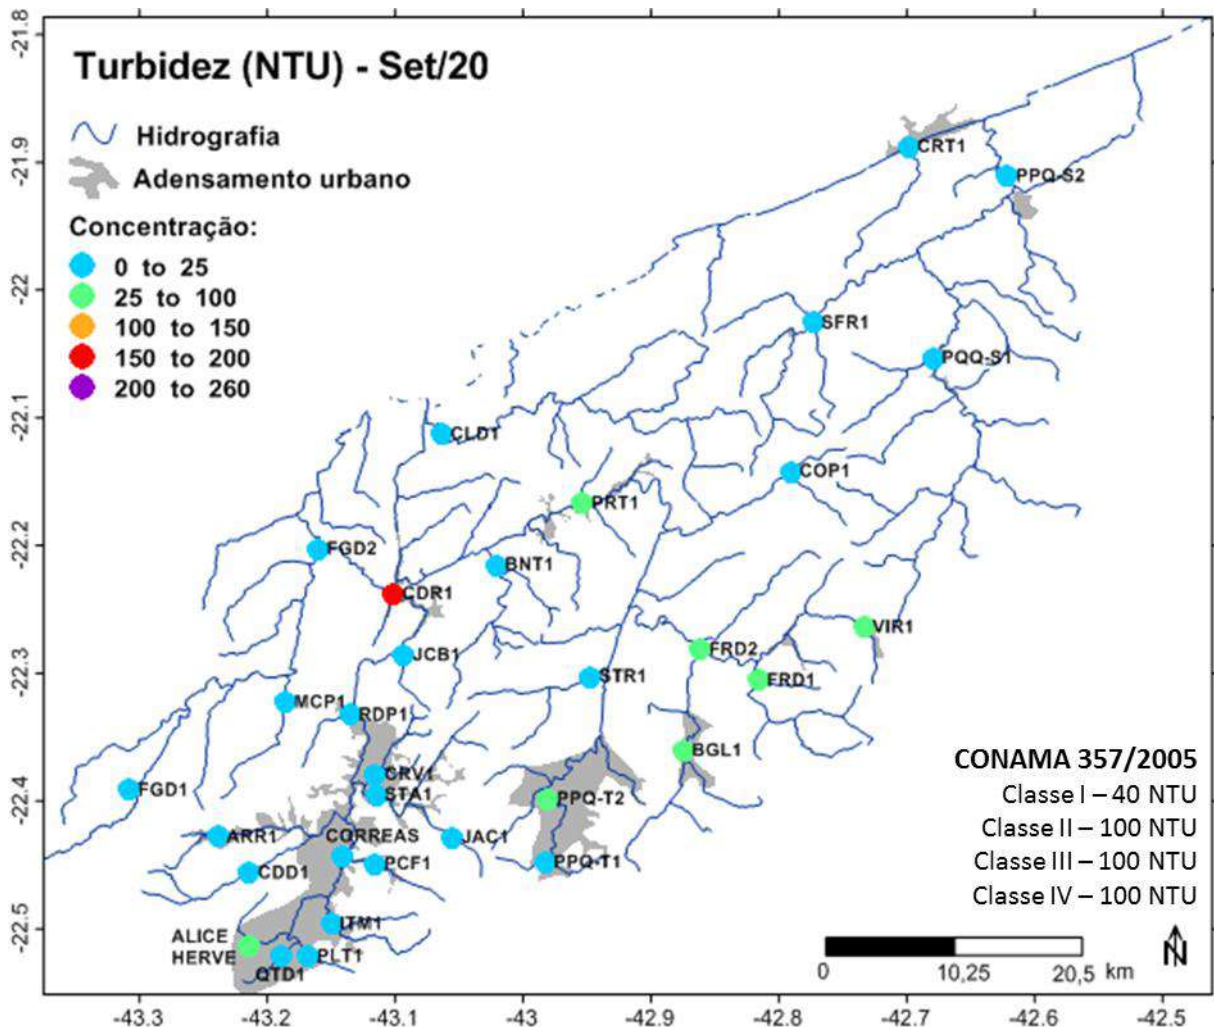 Turbidez (NTU) - Set/20
Hidrografia
Adensamento urbano
Concentração:
0 to 25
25 to 100
100 to 150
150 to 200
200 to 260
CRT1
PPQ-S2
SFR1
PQQ-S1
CLD1
COP1
PRT1
FGD2
BNT1
CDR1
VIR1
JCB1
FRD2
STR1
FRD1
MCP1
RDP1
BGL1
CRV1
FGD1
STA1
PPQ-T2
ARR1
CORREAS
JAC1
CDD1
PCF1
PPQ-T1
ITM1
ALICE
HERVE
QTD1
PLT1
CONAMA 357/2005
Classe I – 40 NTU
Classe II – 100 NTU
Classe III – 100 NTU
Classe IV – 100 NTU
N
0 10,25 20,5 km
-21.8
-21.9
-22
-22.1
-22.2
-22.3
-22.4
-22.5
-43.3 -43.2 -43.1 -43 -42.9 -42.8 -42.7 -42.6 -42.5